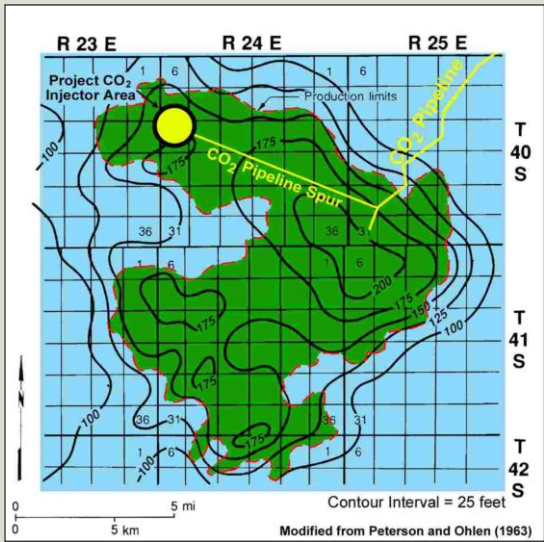 R 23 E
R 24 E
R 25 E
Project CO2
Injector Area
1
6
1
6
Production limits
CO2 Pipeline
-100
175
CO2 Pipeline Spur
T
40
S
36
31
36
31
1
6
1
6
200
175
175
150
125
100
T
41
S
175
N
100
36
31
36
31
175
1
6
-100
1
6
T
42
S
0
5 mi
0
5 km
Contour Interval = 25 feet
Modified from Peterson and Ohlen (1963)